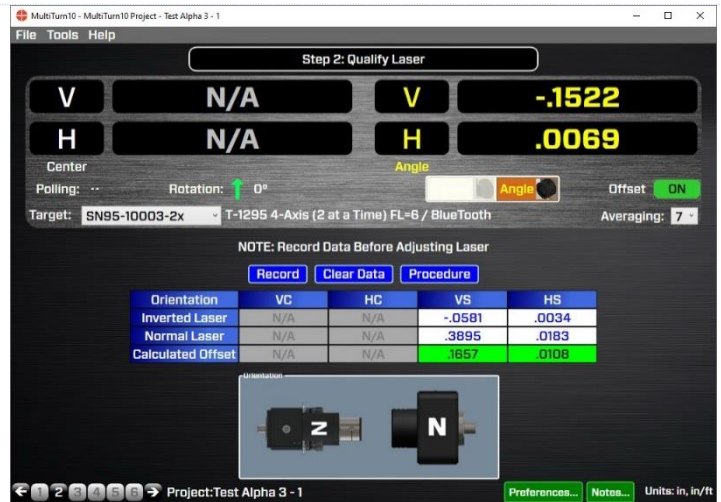 MultiTurn10 - MultiTurn10 Project - Test Alpha 3 - 1
File Tools Help
Step 2: Qualify Laser
V N/A V -.1522
H N/A H .0069
Center Angle
Polling: -- Rotation: 0° Angle Offset ON
Target: SN95-10003-2x T-1295 4-Axis (2 at a Time) FL=6 / BlueTooth Averaging: 7
NOTE: Record Data Before Adjusting Laser
Record Clear Data Procedure
Orientation VC HC VS HS
Inverted Laser N/A N/A -.0581 .0034
Normal Laser N/A N/A .3895 .0183
Calculated Offset N/A N/A .1657 .0108
Orientation
N N
1 2 3 4 5 6 Project:Test Alpha 3 - 1 Preferences... Notes... Units: in, in/ft